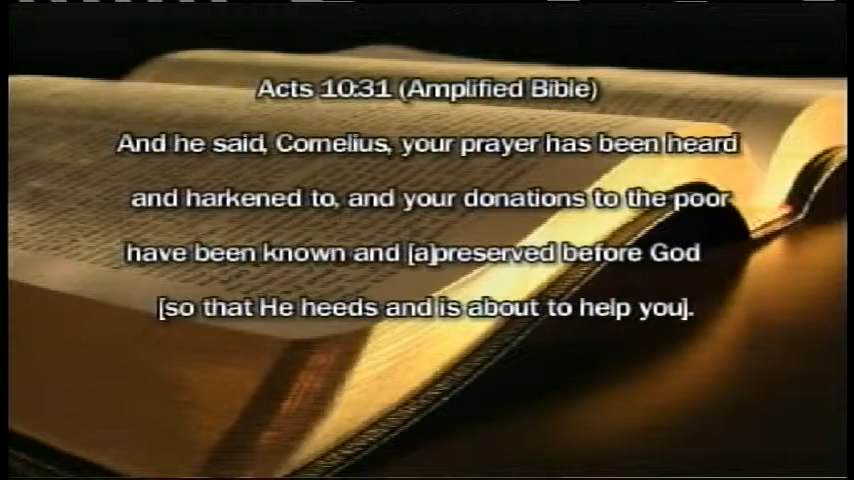 Acts 10:31 (Amplified Bible)
And he said, Cornelius, your prayer has been heard
and harkened to, and your donations to the poor
have been known and [a]preserved before God
[so that He heeds and is about to help you].